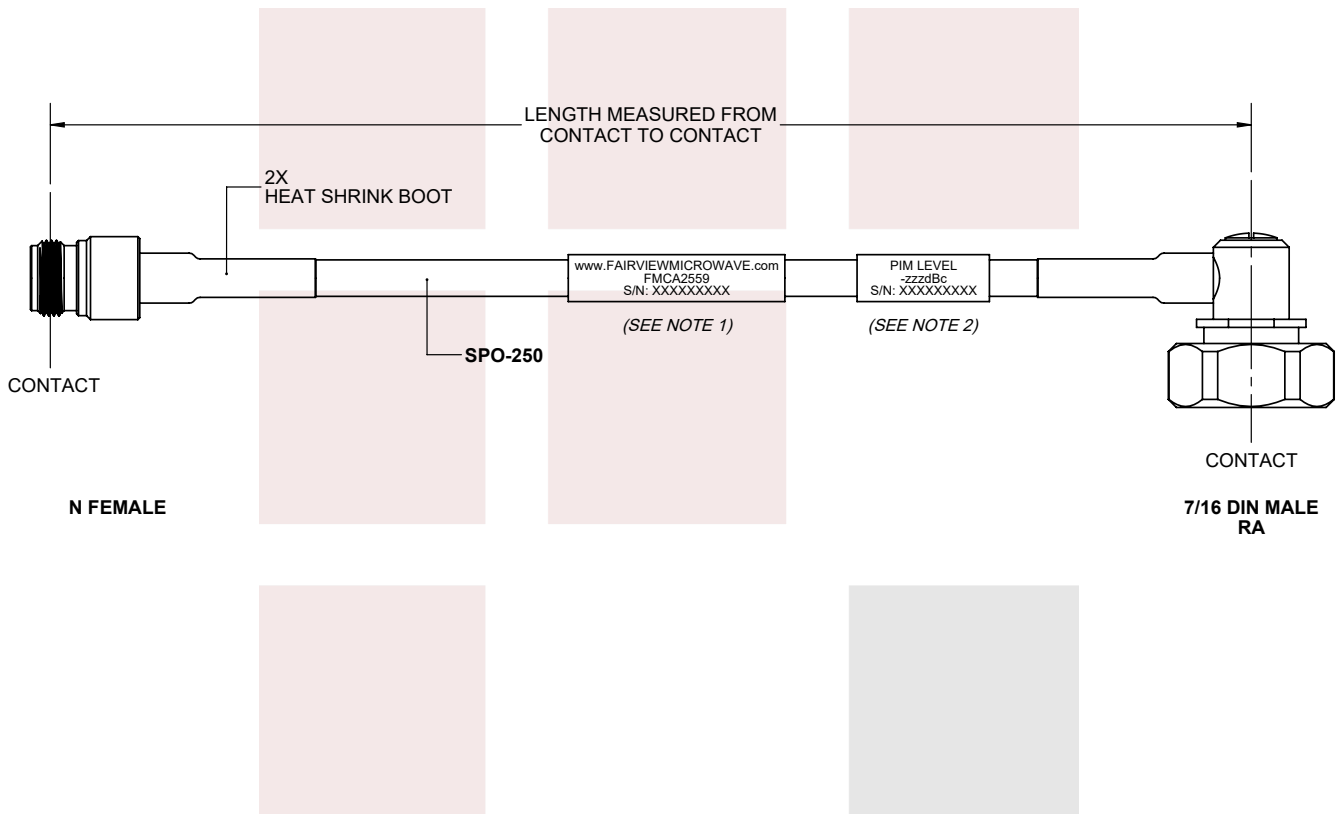 LENGTH MEASURED FROM
CONTACT TO CONTACT
2X
HEAT SHRINK BOOT
www.FAIRVIEWMICROWAVE.com
FMCA2559
S/N: XXXXXXXXX
PIM LEVEL
-zzzdBc
S/N: XXXXXXXXX
(SEE NOTE 1)
(SEE NOTE 2)
SPO-250
CONTACT
CONTACT
N FEMALE
7/16 DIN MALE
RA